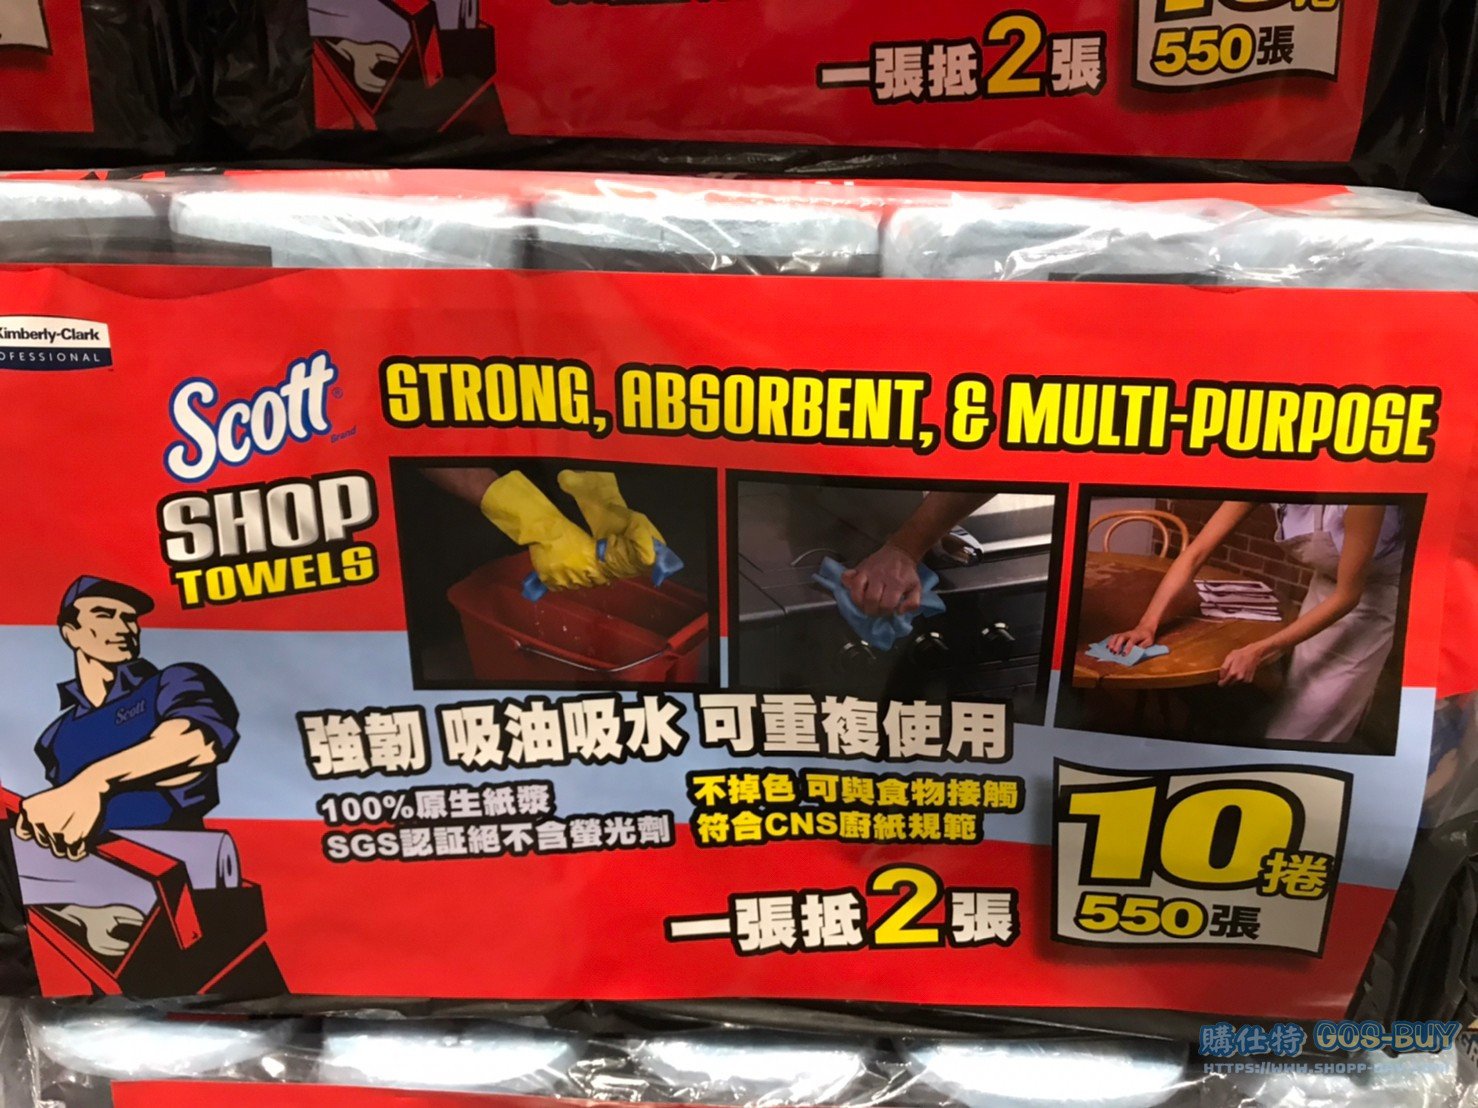 一張抵2張
550張
Kimberly-Clark
PROFESSIONAL
Scott
Brand
STRONG, ABSORBENT, & MULTI-PURPOSE
SHOP
TOWELS
Scott
強韌 吸油吸水 可重複使用
100%原生紙漿
SGS認証絕不含螢光劑
不掉色 可與食物接觸
符合CNS廚紙規範
一張抵2張
10捲
550張
購仕特 GOS-BUY